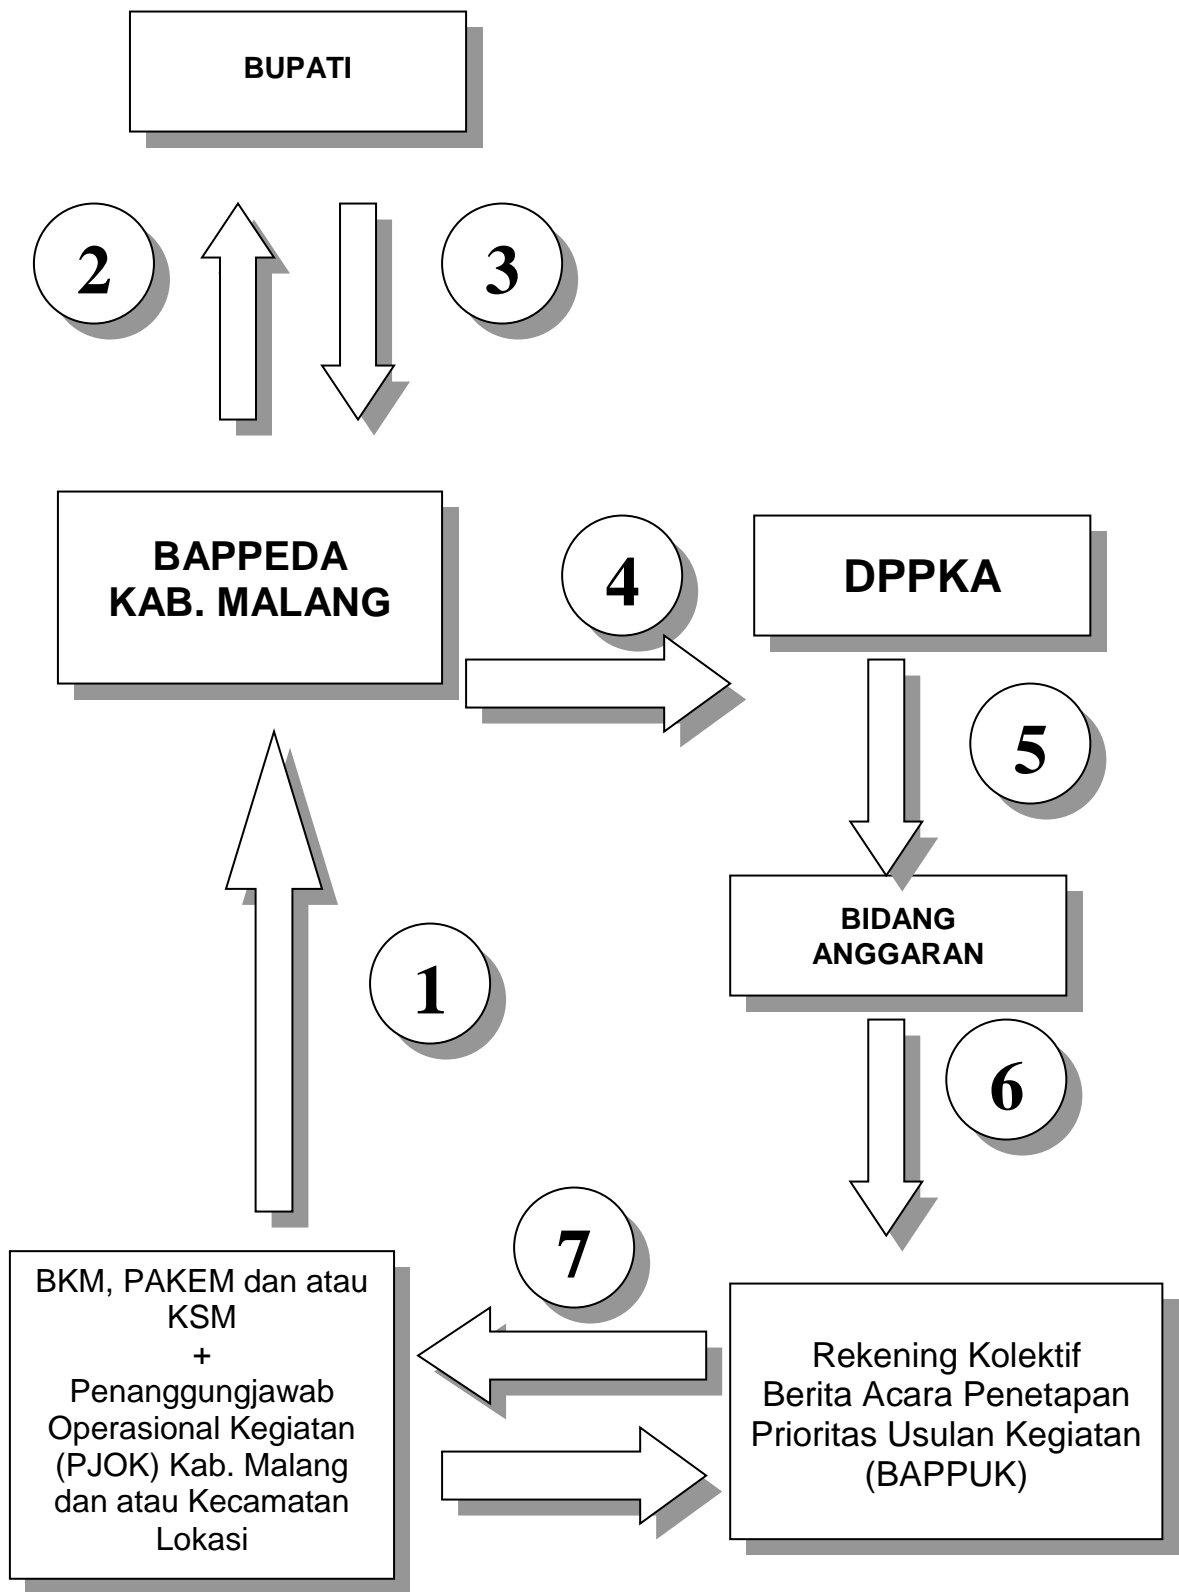 BUPATI
2
3
BAPPEDA
KAB. MALANG
4
DPPKA
5
BIDANG
ANGGARAN
1
6
7
BKM, PAKEM dan atau
KSM
+
Penanggungjawab
Operasional Kegiatan
(PJOK) Kab. Malang
dan atau Kecamatan
Lokasi
Rekening Kolektif
Berita Acara Penetapan
Prioritas Usulan Kegiatan
(BAPPUK)